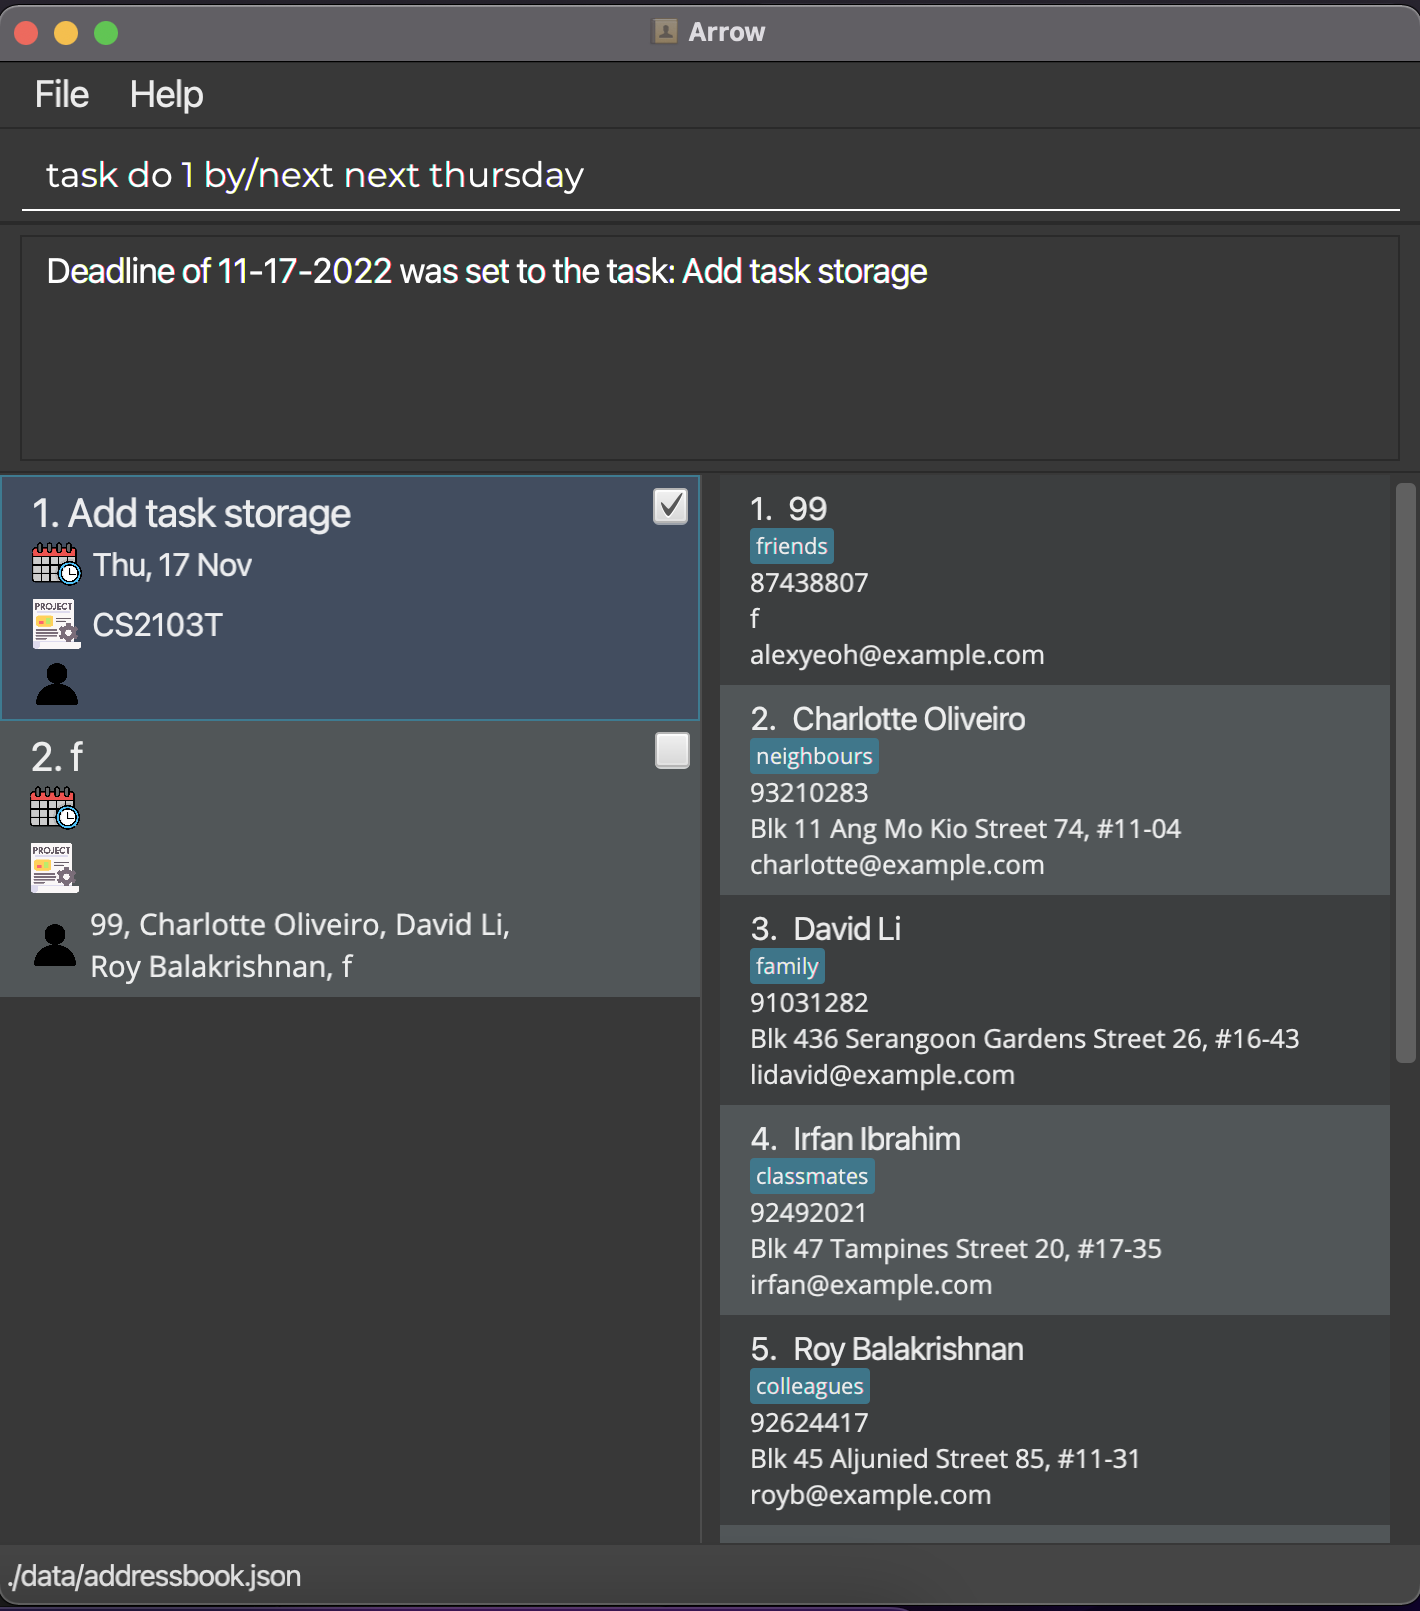 Arrow
File Help
task do 1 by/next next thursday
Deadline of 11-17-2022 was set to the task: Add task storage
1. Add task storage
Thu, 17 Nov
PROJECT
CS2103T
2. f
PROJECT
99, Charlotte Oliveiro, David Li,
Roy Balakrishnan, f
1. 99
friends
87438807
f
alexyeoh@example.com
2. Charlotte Oliveiro
neighbours
93210283
Blk 11 Ang Mo Kio Street 74, #11-04
charlotte@example.com
3. David Li
family
91031282
Blk 436 Serangoon Gardens Street 26, #16-43
lidavid@example.com
4. Irfan Ibrahim
classmates
92492021
Blk 47 Tampines Street 20, #17-35
irfan@example.com
5. Roy Balakrishnan
colleagues
92624417
Blk 45 Aljunied Street 85, #11-31
royb@example.com
./data/addressbook.json